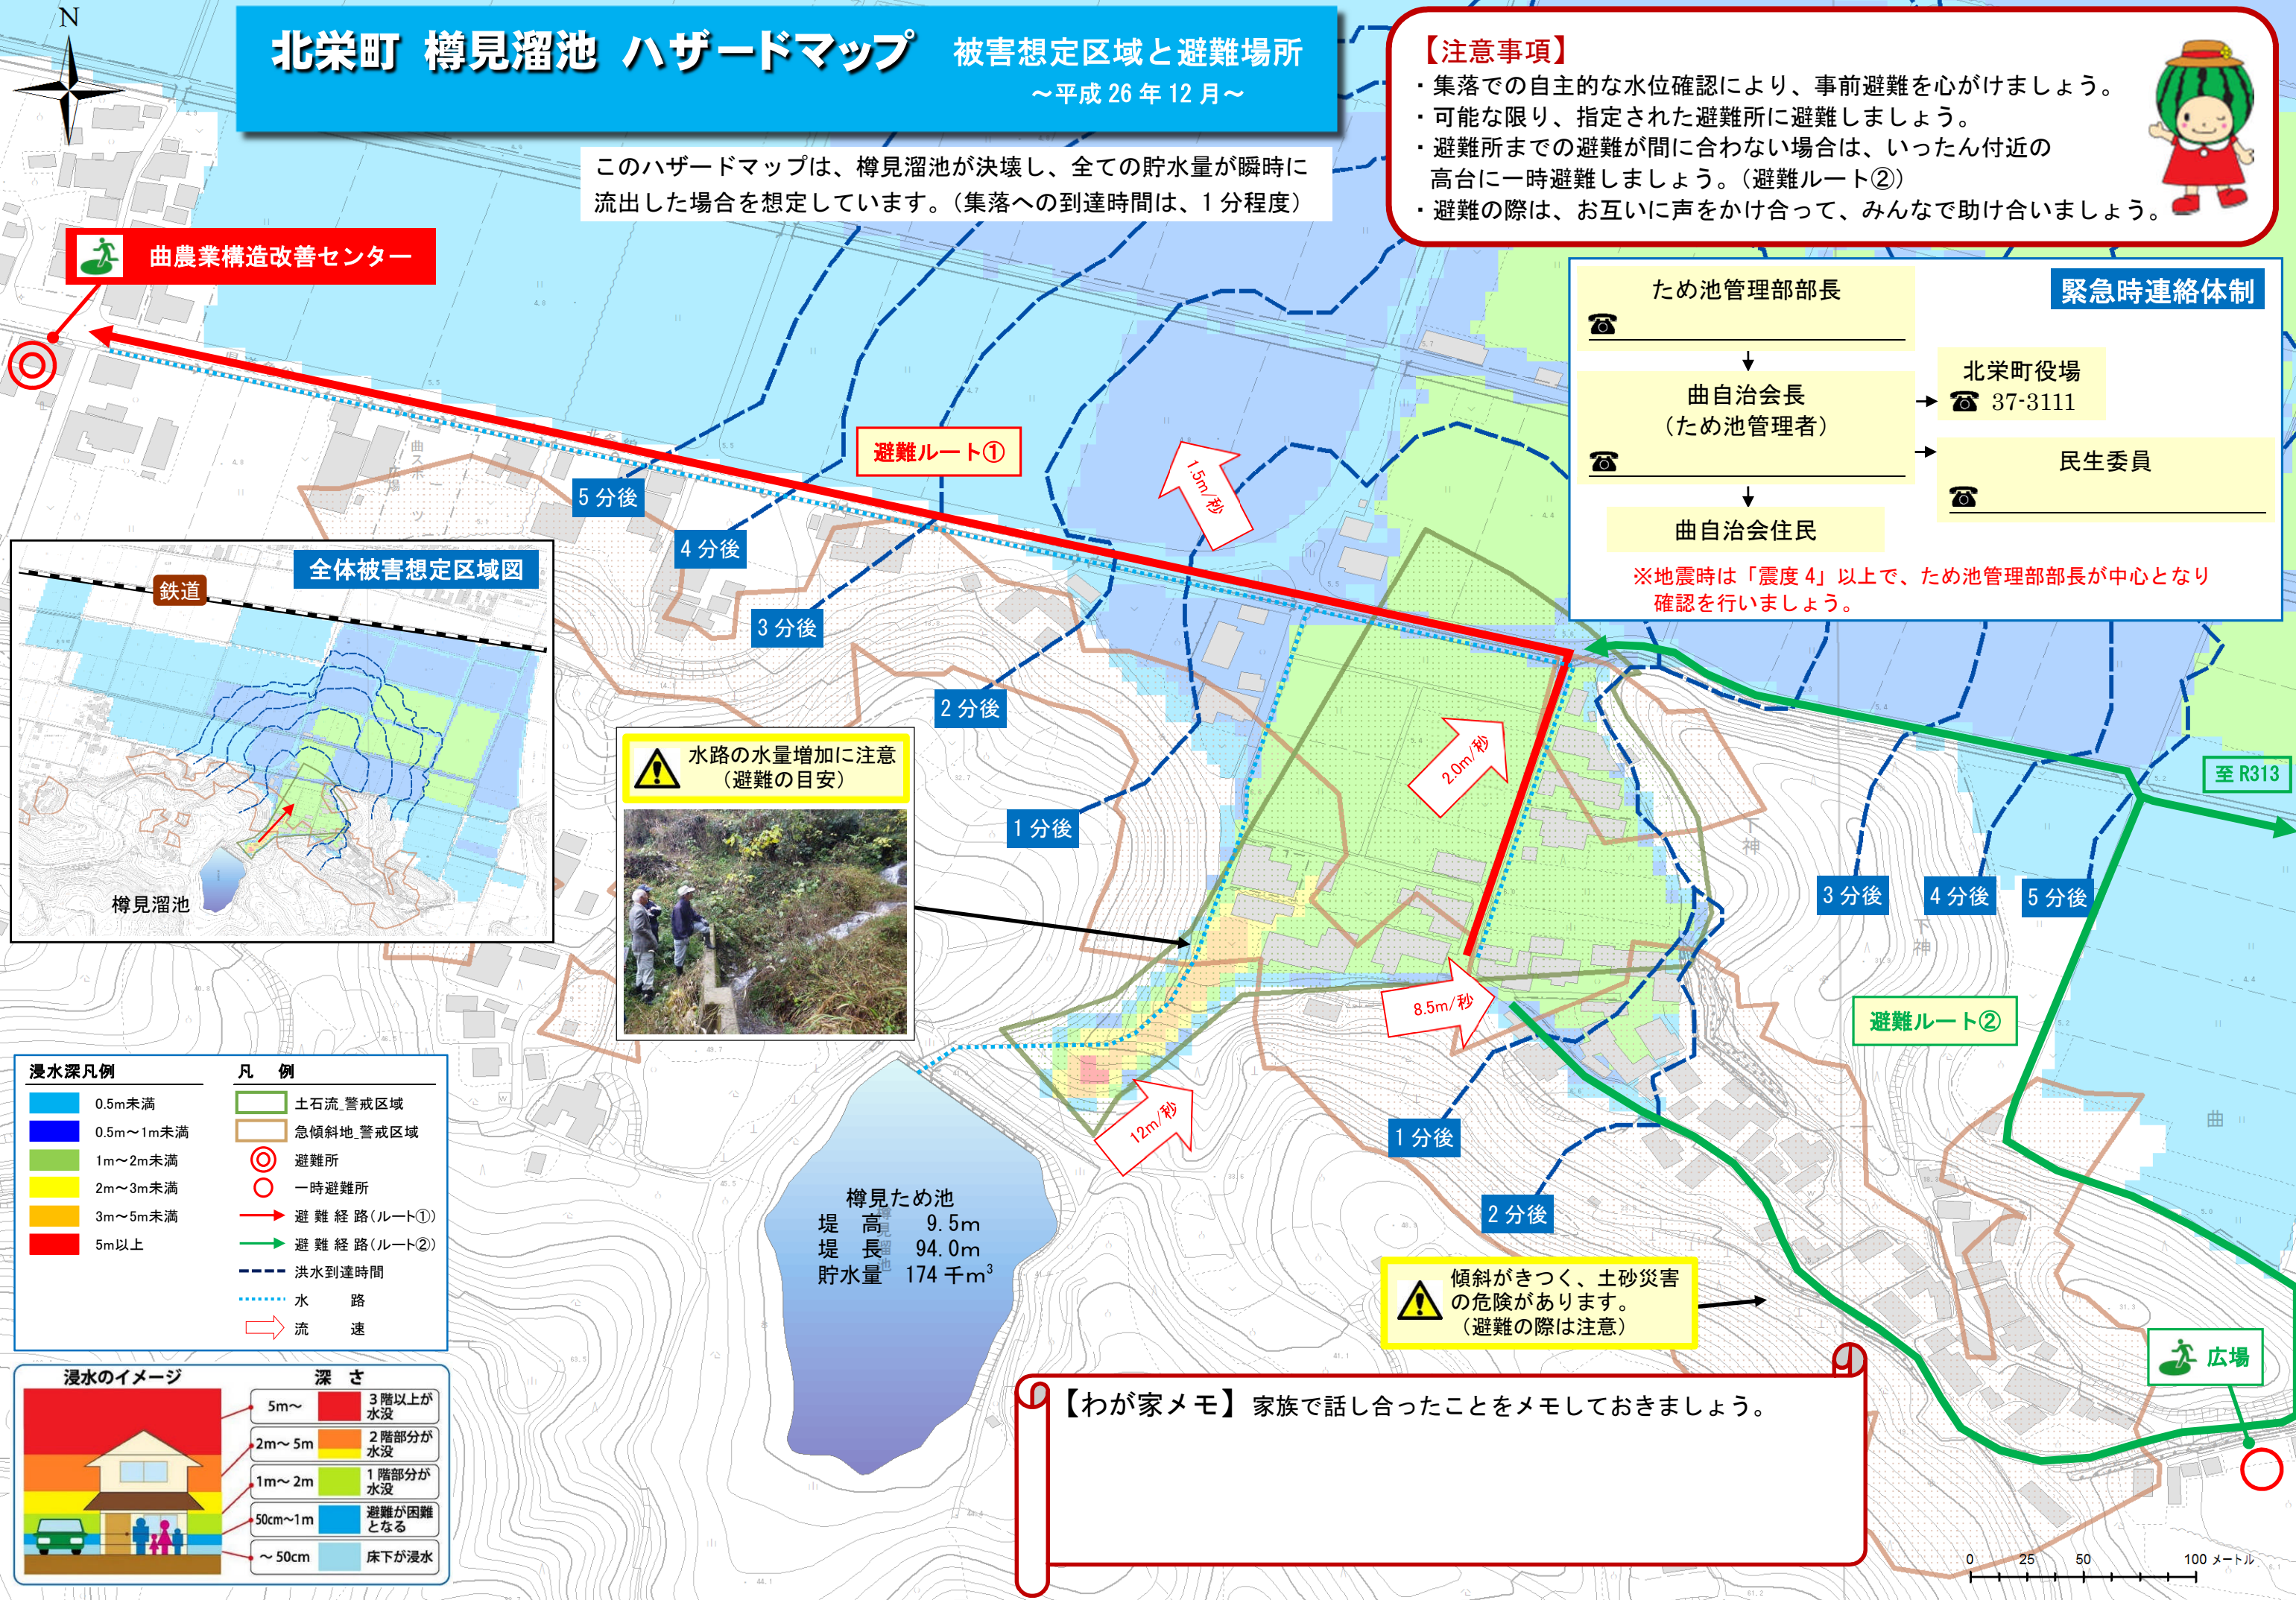 N
北栄町 樽見溜池 ハザードマップ 被害想定区域と避難場所
～平成 26 年 12 月～
このハザードマップは、樽見溜池が決壊し、全ての貯水量が瞬時に
流出した場合を想定しています。（集落への到達時間は、1 分程度）
【注意事項】
・集落での自主的な水位確認により、事前避難を心がけましょう。
・可能な限り、指定された避難所に避難しましょう。
・避難所までの避難が間に合わない場合は、いったん付近の
高台に一時避難しましょう。（避難ルート②）
・避難の際は、お互いに声をかけ合って、みんなで助け合いましょう。
曲農業構造改善センター
緊急時連絡体制
ため池管理部部長
☎
曲自治会長
（ため池管理者）
☎
北栄町役場
☎ 37-3111
民生委員
☎
曲自治会住民
※地震時は「震度 4」以上で、ため池管理部部長が中心となり
確認を行いましょう。
避難ルート①
1.5m/秒
5 分後
4 分後
3 分後
2 分後
1 分後
全体被害想定区域図
鉄道
樽見溜池
水路の水量増加に注意
（避難の目安）
2.0m/秒
8.5m/秒
12m/秒
至 R313
3 分後
4 分後
5 分後
下神
下神
避難ルート②
曲
1 分後
2 分後
樽見ため池
堤　高　9.5m
堤　長　94.0m
貯水量　174 千m³
樽見溜池
傾斜がきつく、土砂災害
の危険があります。
（避難の際は注意）
広場
浸水深凡例
0.5m未満
0.5m～1m未満
1m～2m未満
2m～3m未満
3m～5m未満
5m以上
凡　例
土石流_警戒区域
急傾斜地_警戒区域
避難所
一時避難所
避 難 経 路(ルート①)
避 難 経 路(ルート②)
洪水到達時間
水　　路
流　　速
浸水のイメージ
深　さ
5m～ 3階以上が水没
2m～5m 2階部分が水没
1m～2m 1階部分が水没
50cm～1m 避難が困難となる
～50cm 床下が浸水
【わが家メモ】家族で話し合ったことをメモしておきましょう。
0 25 50 100 メートル